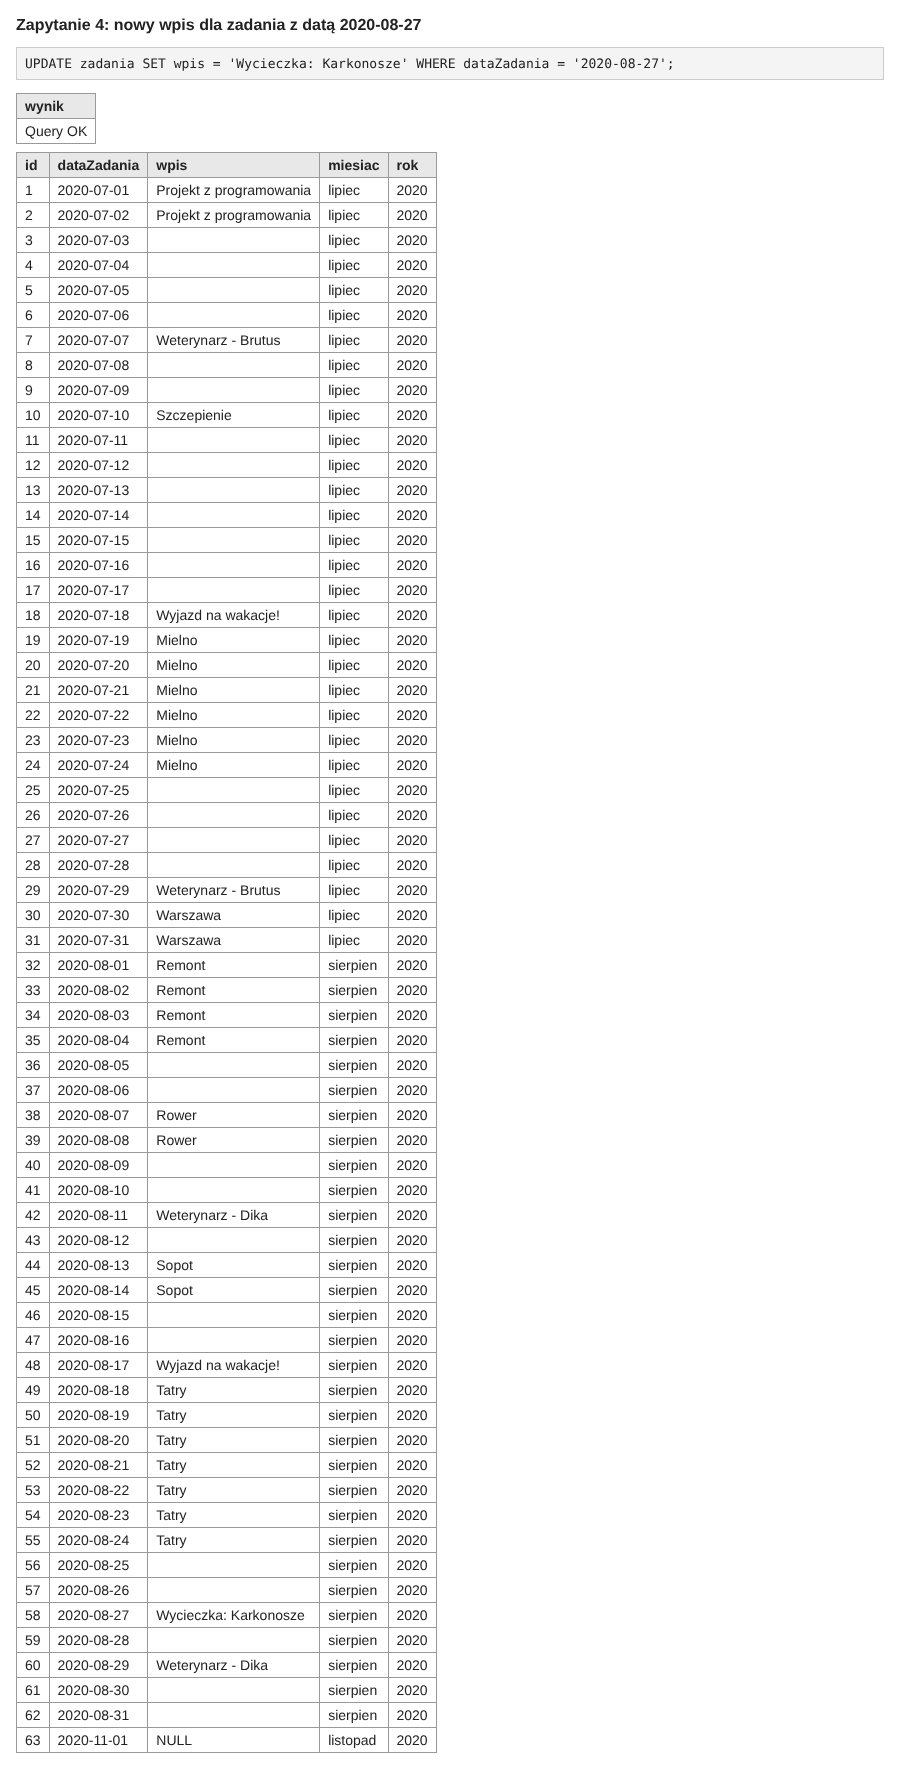 Zapytanie 4: nowy wpis dla zadania z datą 2020-08-27
UPDATE zadania SET wpis = 'Wycieczka: Karkonosze' WHERE dataZadania = '2020-08-27';
wynik
Query OK
id dataZadania wpis miesiac rok
1 2020-07-01 Projekt z programowania lipiec 2020
2 2020-07-02 Projekt z programowania lipiec 2020
3 2020-07-03 lipiec 2020
4 2020-07-04 lipiec 2020
5 2020-07-05 lipiec 2020
6 2020-07-06 lipiec 2020
7 2020-07-07 Weterynarz - Brutus lipiec 2020
8 2020-07-08 lipiec 2020
9 2020-07-09 lipiec 2020
10 2020-07-10 Szczepienie lipiec 2020
11 2020-07-11 lipiec 2020
12 2020-07-12 lipiec 2020
13 2020-07-13 lipiec 2020
14 2020-07-14 lipiec 2020
15 2020-07-15 lipiec 2020
16 2020-07-16 lipiec 2020
17 2020-07-17 lipiec 2020
18 2020-07-18 Wyjazd na wakacje! lipiec 2020
19 2020-07-19 Mielno lipiec 2020
20 2020-07-20 Mielno lipiec 2020
21 2020-07-21 Mielno lipiec 2020
22 2020-07-22 Mielno lipiec 2020
23 2020-07-23 Mielno lipiec 2020
24 2020-07-24 Mielno lipiec 2020
25 2020-07-25 lipiec 2020
26 2020-07-26 lipiec 2020
27 2020-07-27 lipiec 2020
28 2020-07-28 lipiec 2020
29 2020-07-29 Weterynarz - Brutus lipiec 2020
30 2020-07-30 Warszawa lipiec 2020
31 2020-07-31 Warszawa lipiec 2020
32 2020-08-01 Remont sierpien 2020
33 2020-08-02 Remont sierpien 2020
34 2020-08-03 Remont sierpien 2020
35 2020-08-04 Remont sierpien 2020
36 2020-08-05 sierpien 2020
37 2020-08-06 sierpien 2020
38 2020-08-07 Rower sierpien 2020
39 2020-08-08 Rower sierpien 2020
40 2020-08-09 sierpien 2020
41 2020-08-10 sierpien 2020
42 2020-08-11 Weterynarz - Dika sierpien 2020
43 2020-08-12 sierpien 2020
44 2020-08-13 Sopot sierpien 2020
45 2020-08-14 Sopot sierpien 2020
46 2020-08-15 sierpien 2020
47 2020-08-16 sierpien 2020
48 2020-08-17 Wyjazd na wakacje! sierpien 2020
49 2020-08-18 Tatry sierpien 2020
50 2020-08-19 Tatry sierpien 2020
51 2020-08-20 Tatry sierpien 2020
52 2020-08-21 Tatry sierpien 2020
53 2020-08-22 Tatry sierpien 2020
54 2020-08-23 Tatry sierpien 2020
55 2020-08-24 Tatry sierpien 2020
56 2020-08-25 sierpien 2020
57 2020-08-26 sierpien 2020
58 2020-08-27 Wycieczka: Karkonosze sierpien 2020
59 2020-08-28 sierpien 2020
60 2020-08-29 Weterynarz - Dika sierpien 2020
61 2020-08-30 sierpien 2020
62 2020-08-31 sierpien 2020
63 2020-11-01 NULL listopad 2020